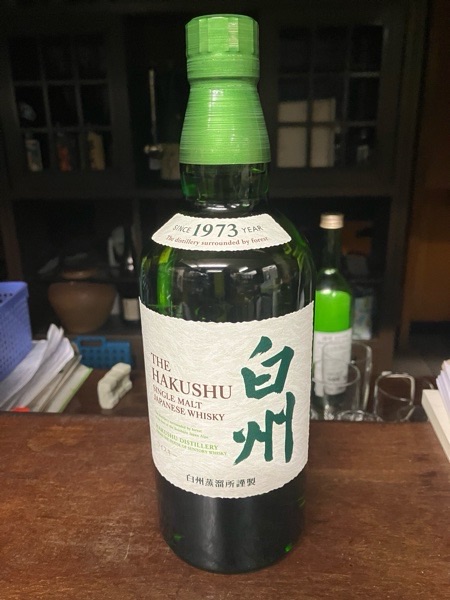 SINCE 1973 YEAR
The distillery surrounded by forest.
THE
HAKUSHU
SINGLE MALT
JAPANESE WHISKY
白州
HAKUSHU DISTILLERY
白州蒸溜所謹製